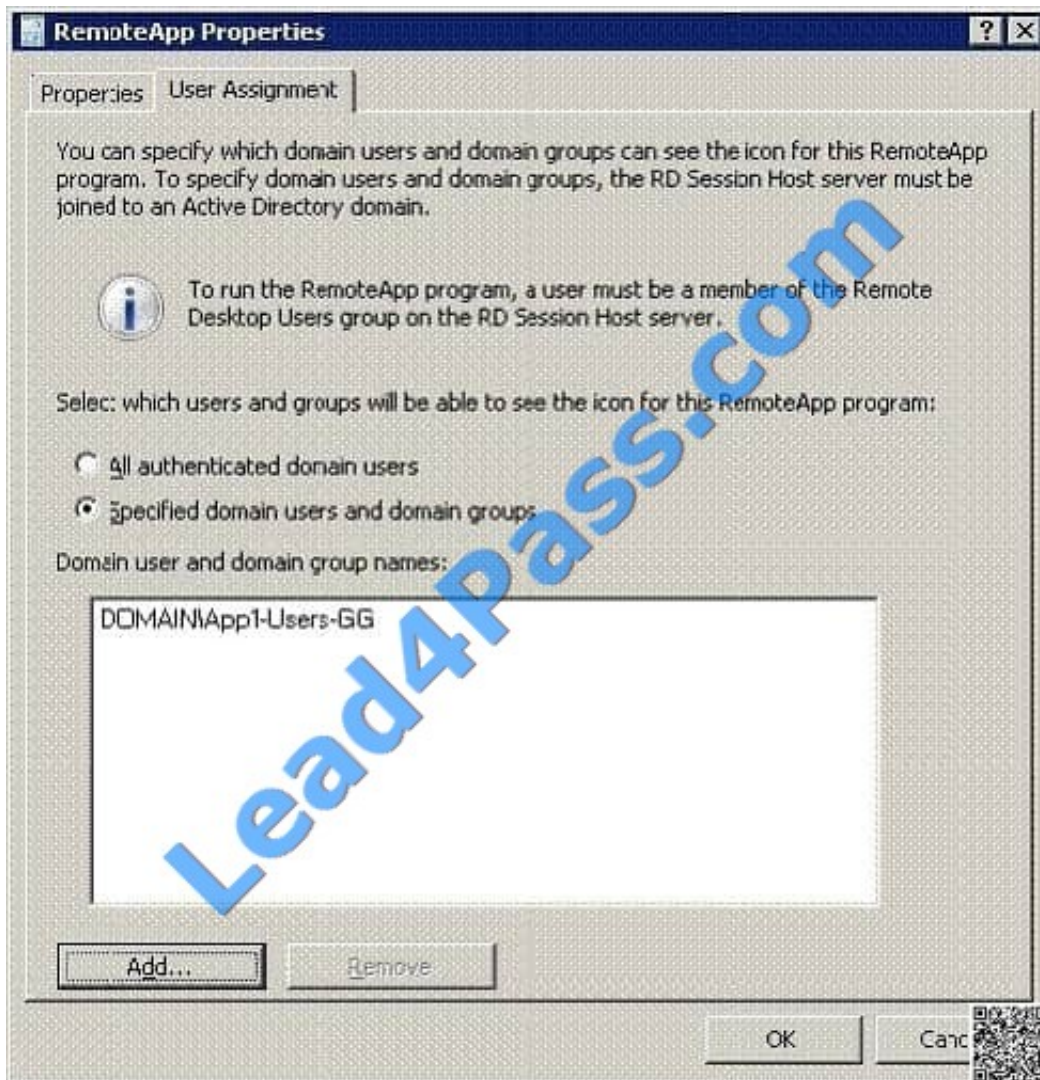 RemoteApp Properties
Properties
User Assignment
You can specify which domain users and domain groups can see the icon for this RemoteApp
program. To specify domain users and domain groups, the RD Session Host server must be
joined to an Active Directory domain.
To run the RemoteApp program, a user must be a member of the Remote
Desktop Users group on the RD Session Host server.
Select which users and groups will be able to see the icon for this RemoteApp program:
All authenticated domain users
Specified domain users and domain groups
Domain user and domain group names:
DOMAIN\App1-Users-GG
Lead4Pass.com
Add...
Remove
OK